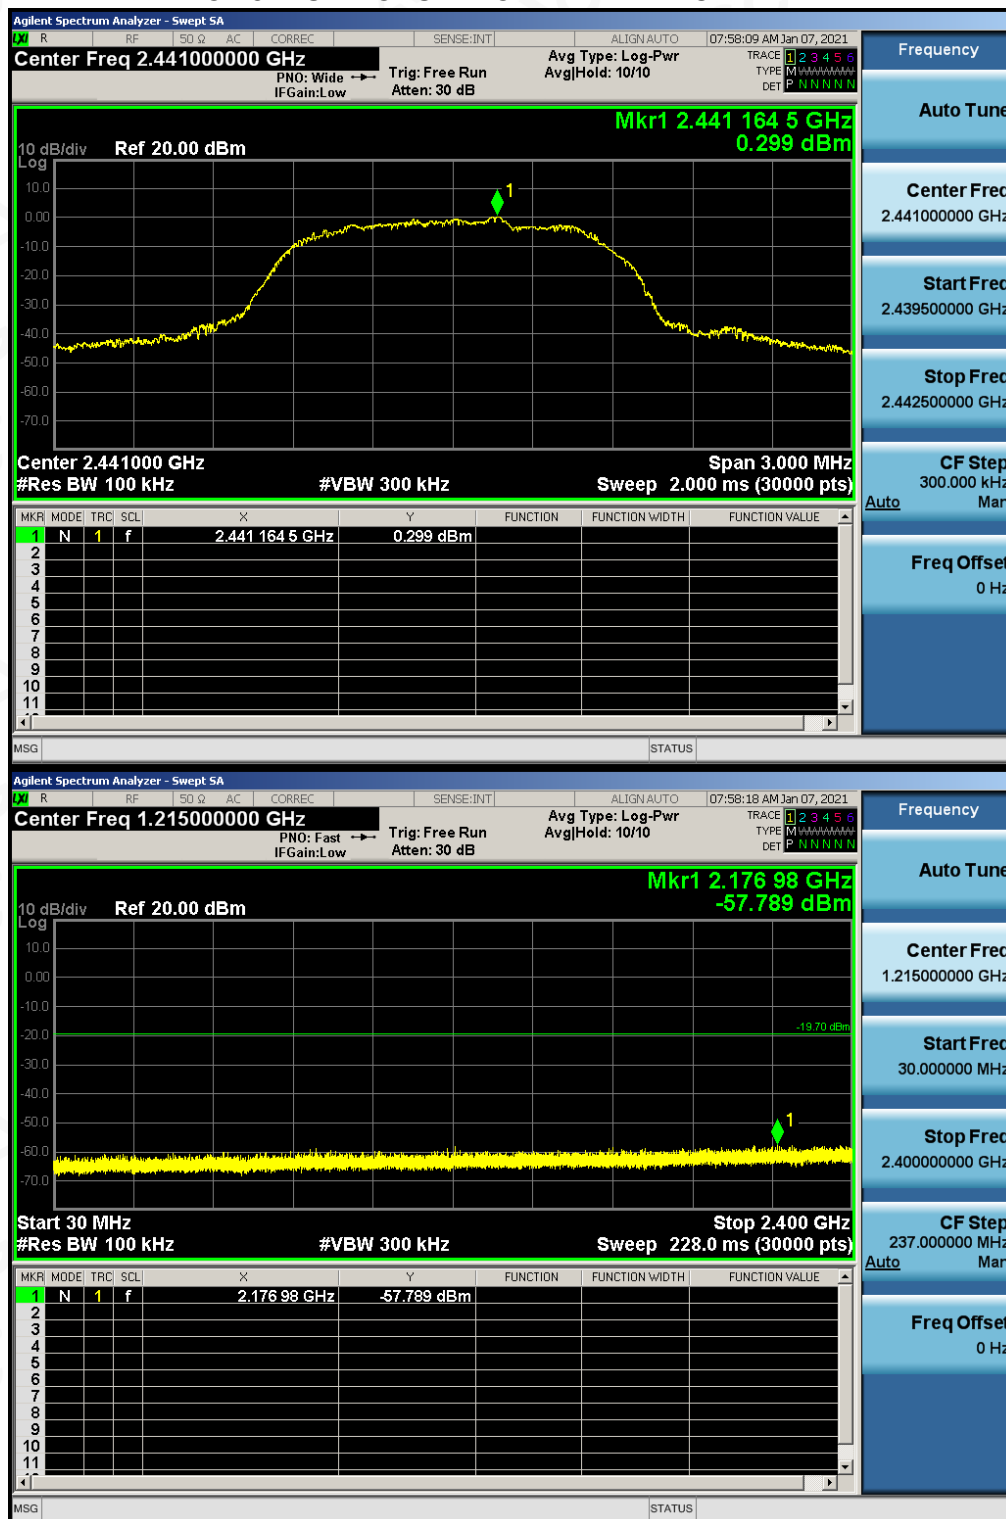 Agilent Spectrum Analyzer - Swept SA
LXI R RF 50 Ω AC CORREC SENSE:INT ALIGN AUTO 07:58:09 AM Jan 07, 2021
Center Freq 2.441000000 GHz
PNO: Wide
IFGain:Low
Trig: Free Run
Atten: 30 dB
Avg Type: Log-Pwr
Avg|Hold: 10/10
TRACE 1 2 3 4 5 6
TYPE M
DET P N N N N N
Mkr1 2.441 164 5 GHz
0.299 dBm
10 dB/div Ref 20.00 dBm
Log
10.0
0.00
-10.0
-20.0
-30.0
-40.0
-50.0
-60.0
-70.0
1
Center 2.441000 GHz Span 3.000 MHz
#Res BW 100 kHz #VBW 300 kHz Sweep 2.000 ms (30000 pts)
MKR MODE TRC SCL X Y FUNCTION FUNCTION WIDTH FUNCTION VALUE
1 N 1 f 2.441 164 5 GHz 0.299 dBm
2
3
4
5
6
7
8
9
10
11
MSG STATUS
Frequency
Auto Tune
Center Freq
2.441000000 GHz
Start Freq
2.439500000 GHz
Stop Freq
2.442500000 GHz
CF Step
300.000 kHz
Auto Man
Freq Offset
0 Hz
Agilent Spectrum Analyzer - Swept SA
LXI R RF 50 Ω AC CORREC SENSE:INT ALIGN AUTO 07:58:18 AM Jan 07, 2021
Center Freq 1.215000000 GHz
PNO: Fast
IFGain:Low
Trig: Free Run
Atten: 30 dB
Avg Type: Log-Pwr
Avg|Hold: 10/10
TRACE 1 2 3 4 5 6
TYPE M
DET P N N N N N
Mkr1 2.176 98 GHz
-57.789 dBm
10 dB/div Ref 20.00 dBm
Log
10.0
0.00
-10.0
-20.0
-30.0
-40.0
-50.0
-60.0
-70.0
-19.70 dBm
1
Start 30 MHz Stop 2.400 GHz
#Res BW 100 kHz #VBW 300 kHz Sweep 228.0 ms (30000 pts)
MKR MODE TRC SCL X Y FUNCTION FUNCTION WIDTH FUNCTION VALUE
1 N 1 f 2.176 98 GHz -57.789 dBm
2
3
4
5
6
7
8
9
10
11
MSG STATUS
Frequency
Auto Tune
Center Freq
1.215000000 GHz
Start Freq
30.000000 MHz
Stop Freq
2.400000000 GHz
CF Step
237.000000 MHz
Auto Man
Freq Offset
0 Hz